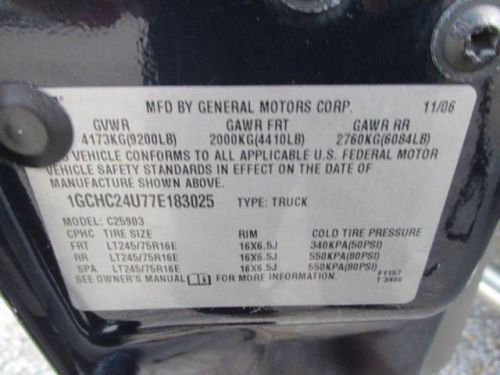 MFD BY GENERAL MOTORS CORP. 11/06
GVWR GAWR FRT GAWR RR
4173KG(9200LB) 2000KG(4410LB) 2760KG(6084LB)
VEHICLE CONFORMS TO ALL APPLICABLE U.S. FEDERAL MOTOR
VEHICLE SAFETY STANDARDS IN EFFECT ON THE DATE OF
MANUFACTURE SHOWN ABOVE.
1GCHC24U77E183025 TYPE: TRUCK
MODEL: C25903
CPHC TIRE SIZE RIM COLD TIRE PRESSURE
FRT LT245/75R16E 16X6.5J 340KPA(50PSI)
RR LT245/75R16E 16X6.5J 550KPA(80PSI)
SPA LT245/75R16E 16X6.5J 550KPA(80PSI)
SEE OWNER'S MANUAL FOR MORE INFORMATION.